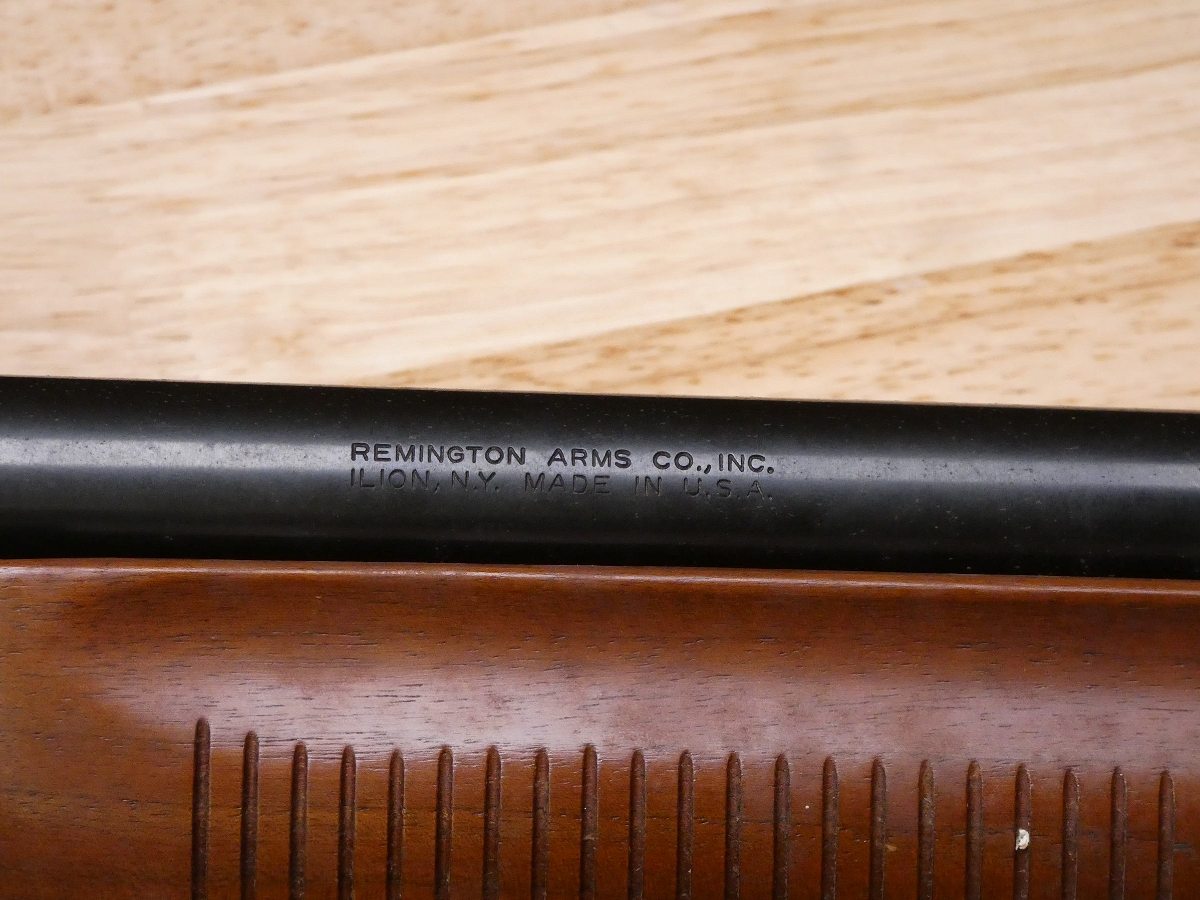 REMINGTON ARMS CO., INC.
ILION, N.Y. MADE IN U.S.A.